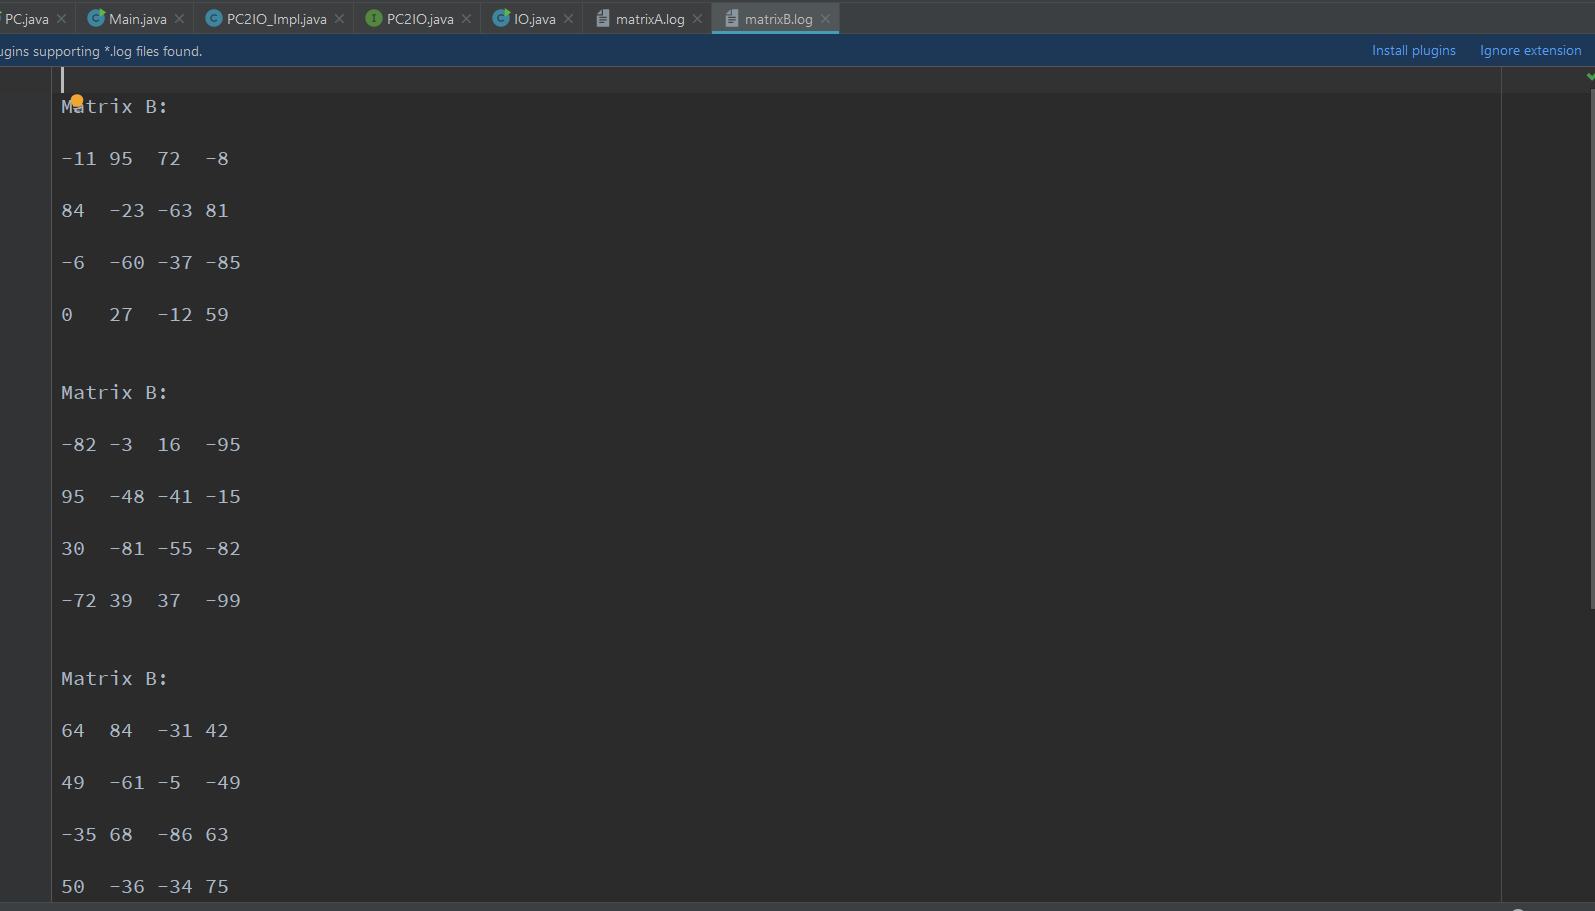 PC.java Main.java PC2IO_Impl.java PC2IO.java IO.java matrixA.log matrixB.log
ugins supporting *.log files found. Install plugins Ignore extension
Matrix B:
-11 95 72 -8
84 -23 -63 81
-6 -60 -37 -85
0 27 -12 59
Matrix B:
-82 -3 16 -95
95 -48 -41 -15
30 -81 -55 -82
-72 39 37 -99
Matrix B:
64 84 -31 42
49 -61 -5 -49
-35 68 -86 63
50 -36 -34 75